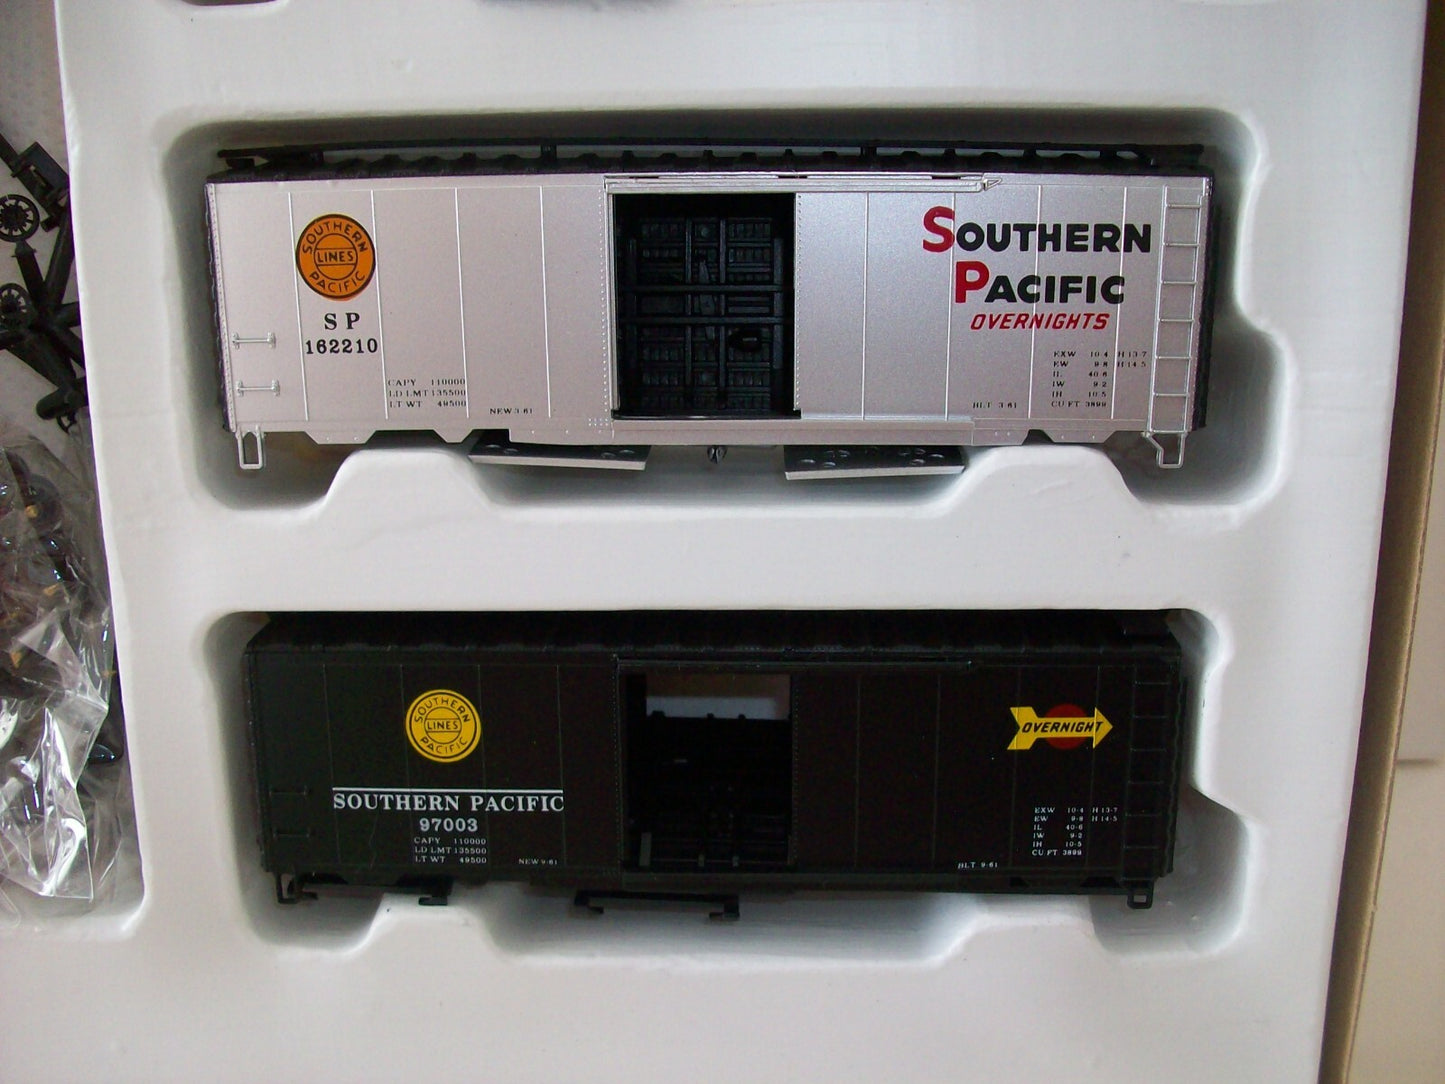 SOUTHERN
LINES
PACIFIC
SP
162210
CAPY 110000
LD LMT 135500
LT WT 49500
NEW 3-61
SOUTHERN
PACIFIC
OVERNIGHTS
EXW 10-4 H 13-7
EW 9-8 H 14-5
IL 40-6
IW 9-2
IH 10-5
CU FT 3899
BLT 3-61
SOUTHERN
LINES
PACIFIC
SOUTHERN PACIFIC
97003
CAPY 110000
LD LMT 135500
LT WT 49500
NEW 9-61
OVERNIGHT
EXW 10-4 H 13-7
EW 9-8 H 14-5
IL 40-6
IW 9-2
IH 10-5
CU FT 3899
BLT 9-61